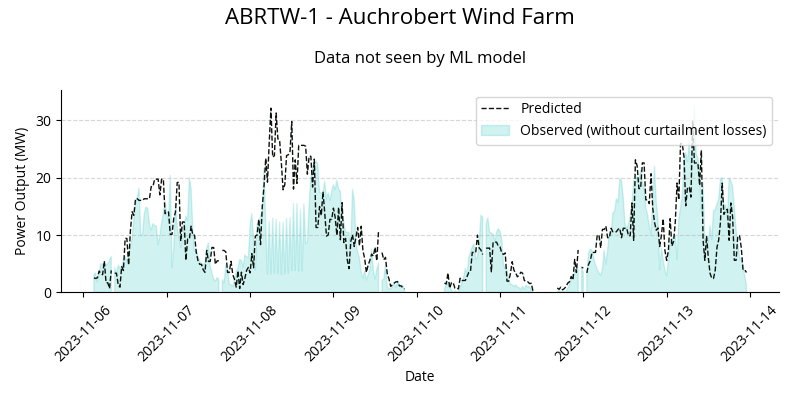 ABRTW-1 - Auchrobert Wind Farm
Data not seen by ML model
Predicted
Observed (without curtailment losses)
Power Output (MW)
30
20
10
0
2023-11-06
2023-11-07
2023-11-08
2023-11-09
2023-11-10
2023-11-11
2023-11-12
2023-11-13
2023-11-14
Date